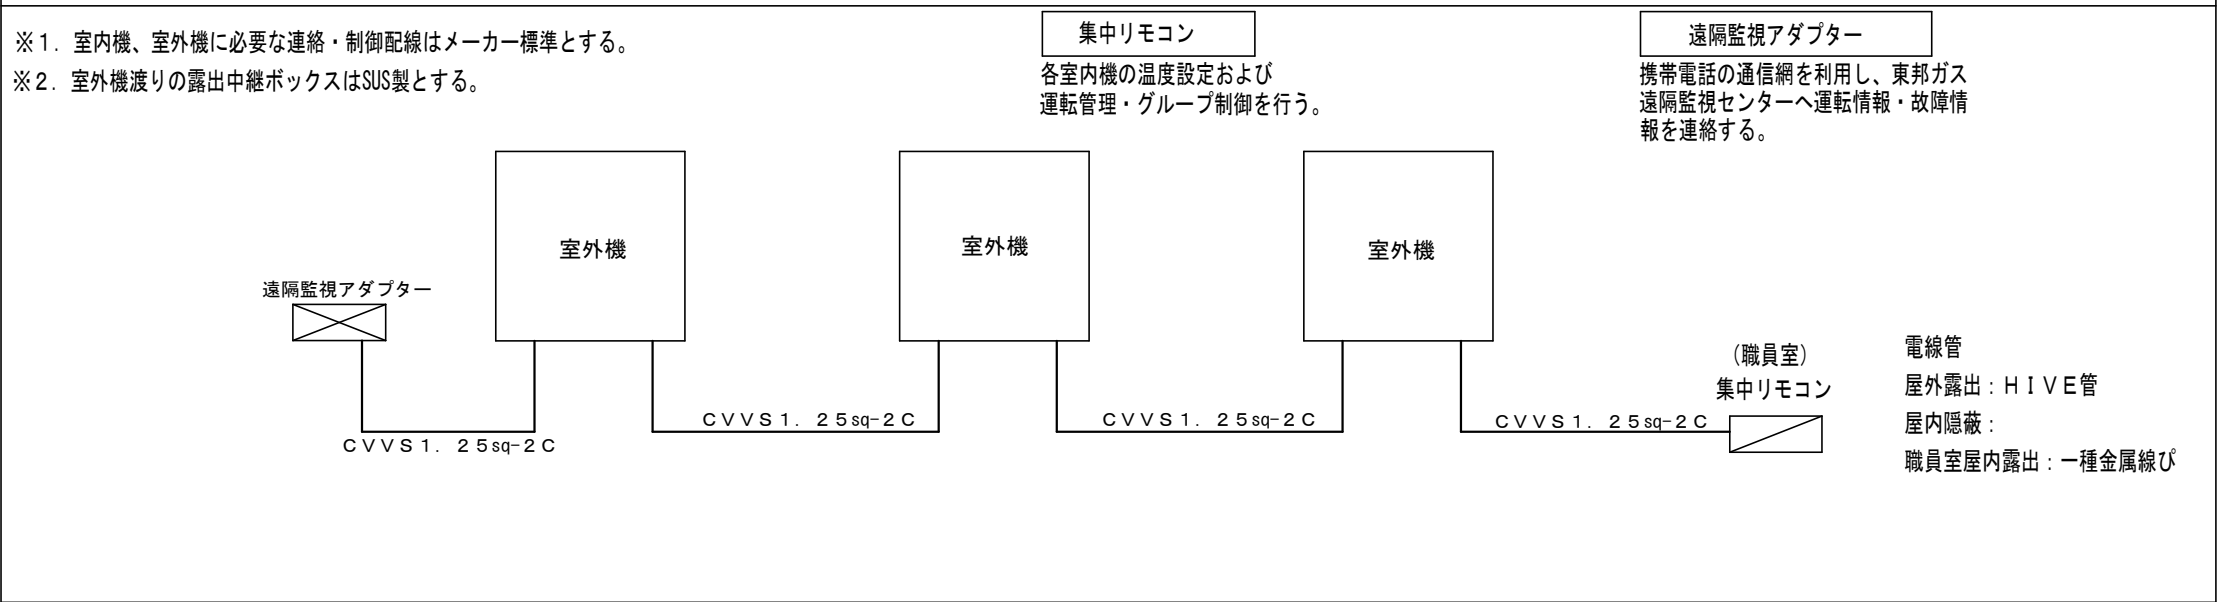 ※１．室内機、室外機に必要な連絡・制御配線はメーカー標準とする。
※２．室外機渡りの露出中継ボックスはSUS製とする。
集中リモコン
各室内機の温度設定および
運転管理・グループ制御を行う。
遠隔監視アダプター
携帯電話の通信網を利用し、東邦ガス
遠隔監視センターへ運転情報・故障情
報を連絡する。
室外機
室外機
室外機
遠隔監視アダプター
ＣＶＶＳ１．２５sq-２Ｃ
ＣＶＶＳ１．２５sq-２Ｃ
ＣＶＶＳ１．２５sq-２Ｃ
ＣＶＶＳ１．２５sq-２Ｃ
（職員室）
集中リモコン
電線管
屋外露出：ＨＩＶＥ管
屋内隠蔽：
職員室屋内露出：一種金属線ぴ